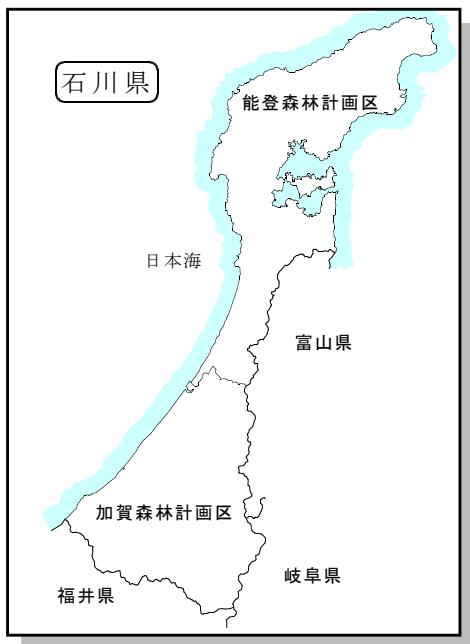 石川県
能登森林計画区
日本海
富山県
加賀森林計画区
岐阜県
福井県